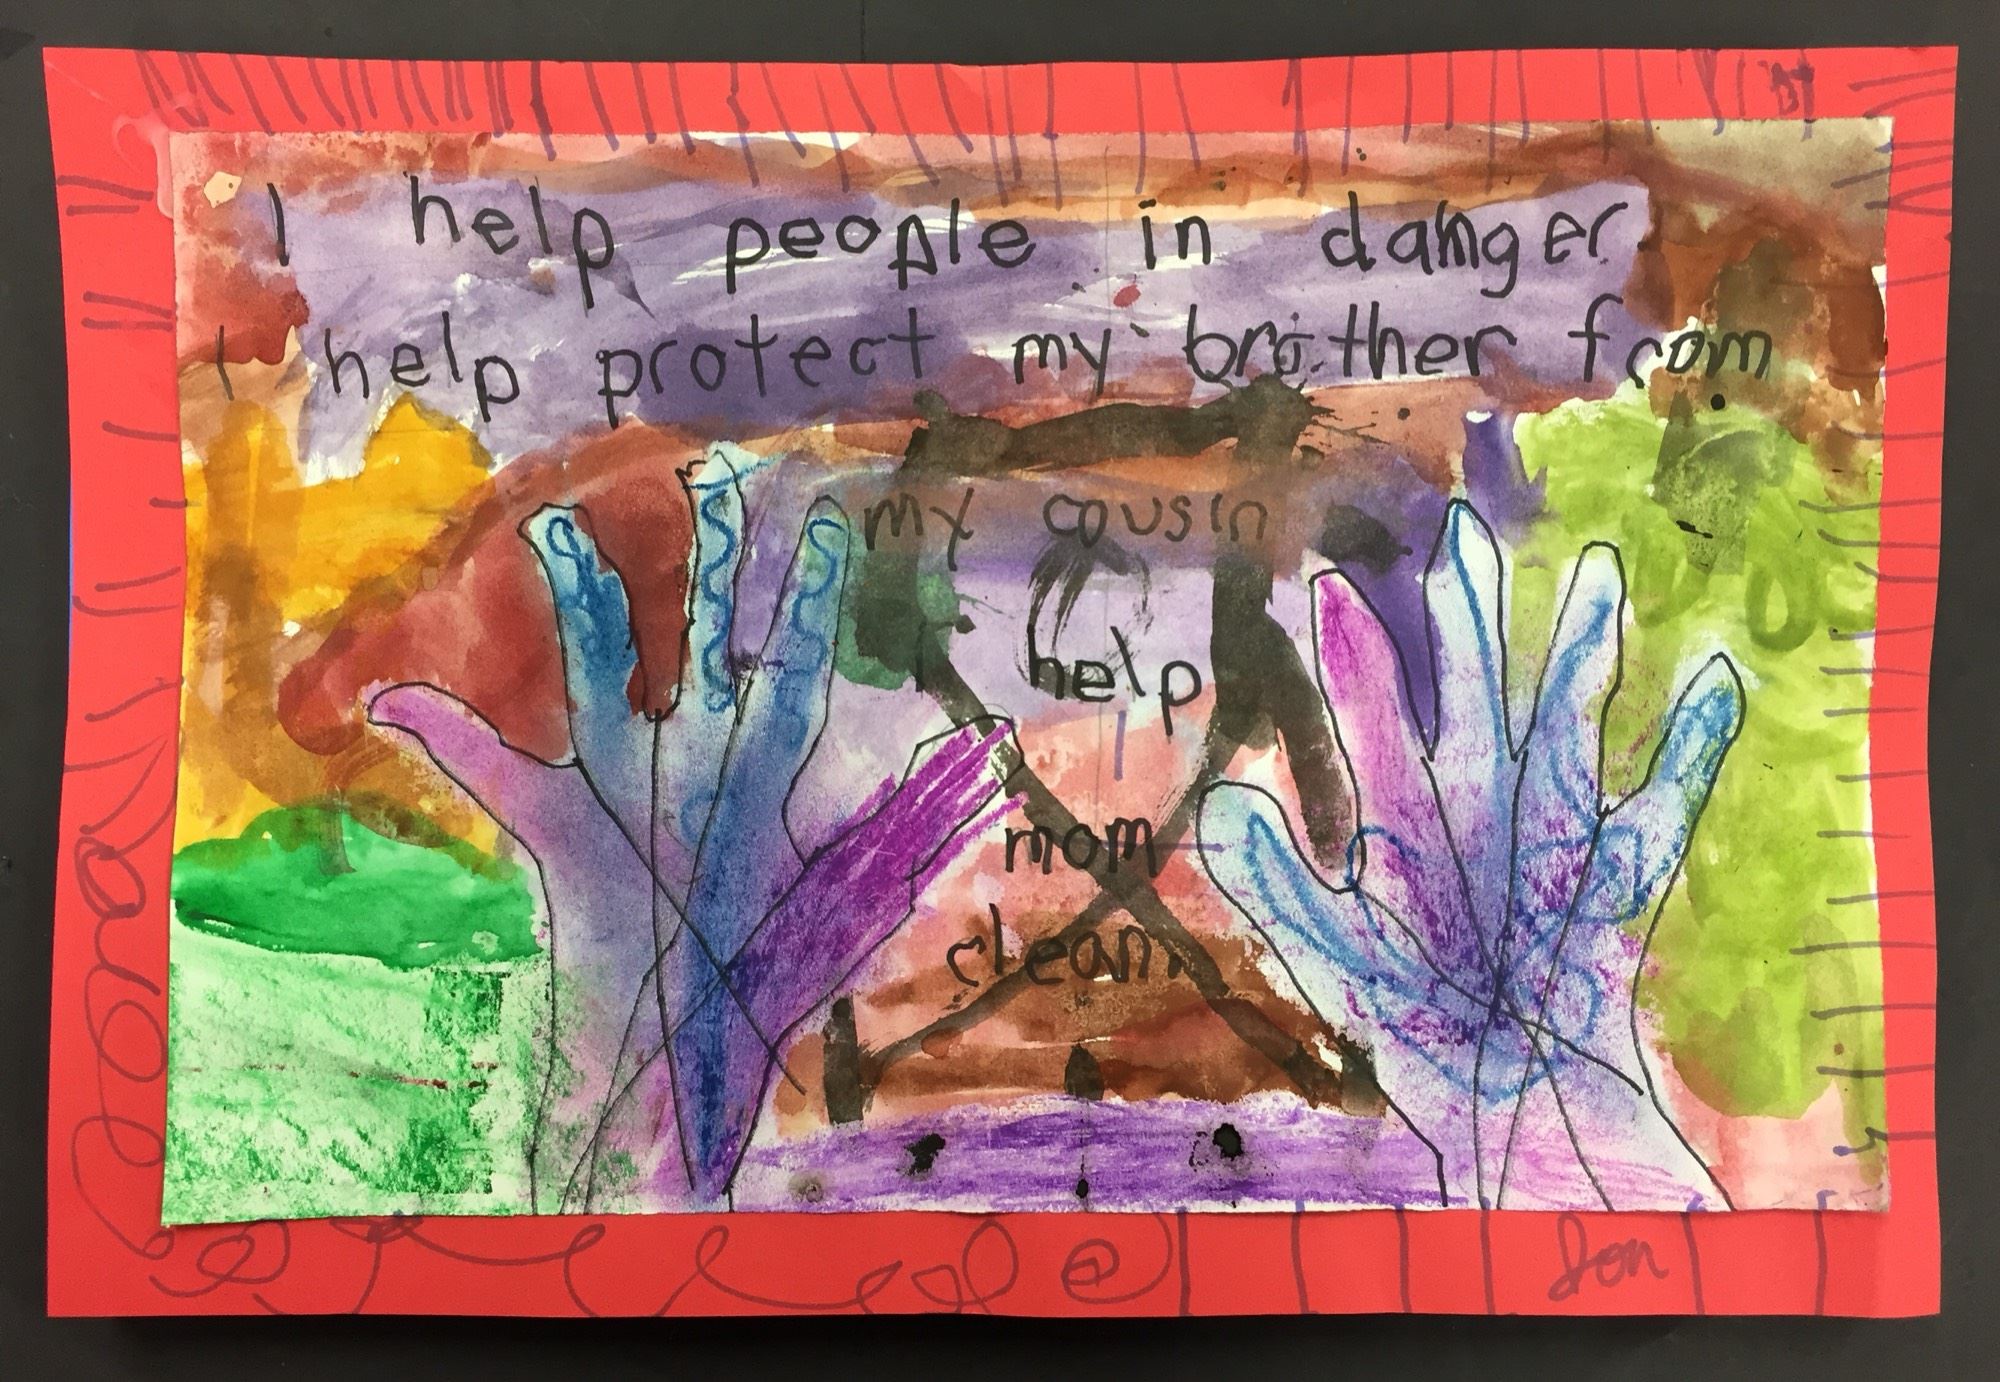 I help people in danger
I help protect my brother from
my cousin
I help
mom
clean.